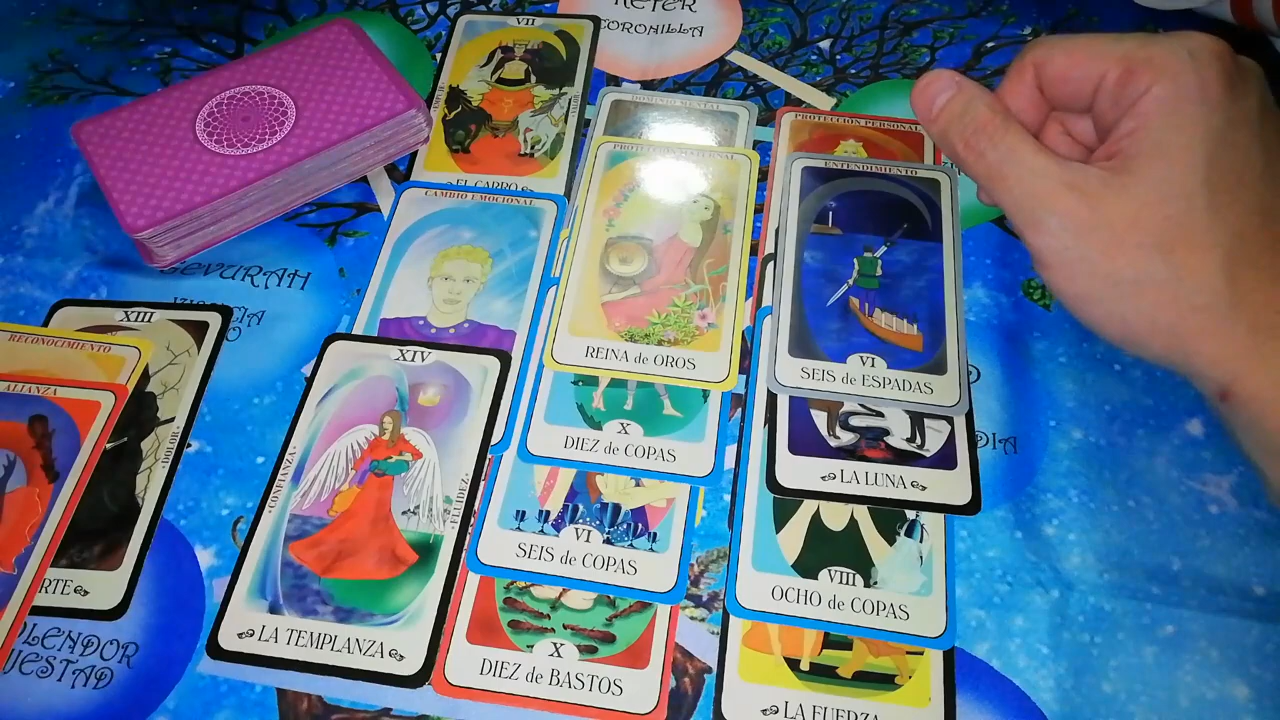 KETER
CORONILLA
VII
EL CARRO
GEVURAH
DOMINIO MENTAL
PROTECCIÓN PERSONAL
CAMBIO EMOCIONAL
PROTECCIÓN MATERNAL
REINA de OROS
ENTENDIMIENTO
VI
SEIS de ESPADAS
XIII
DOLOR
RTE
RECONOCIMIENTO
ALIANZA
XIV
CONFIANZA
FLUIDEZ
LA TEMPLANZA
X
DIEZ de COPAS
VI
SEIS de COPAS
X
DIEZ de BASTOS
LA LUNA
VIII
OCHO de COPAS
LA FUERZA
DIA
LENDOR
JESTAD